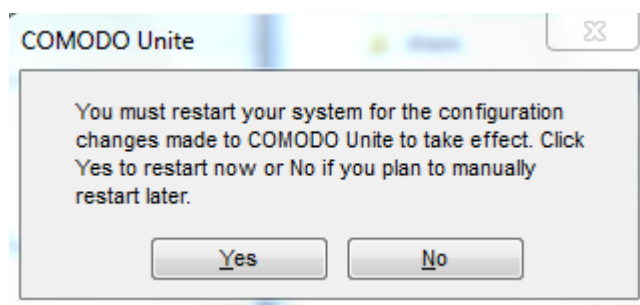 COMODO Unite
You must restart your system for the configuration
changes made to COMODO Unite to take effect. Click
Yes to restart now or No if you plan to manually
restart later.
Yes
No